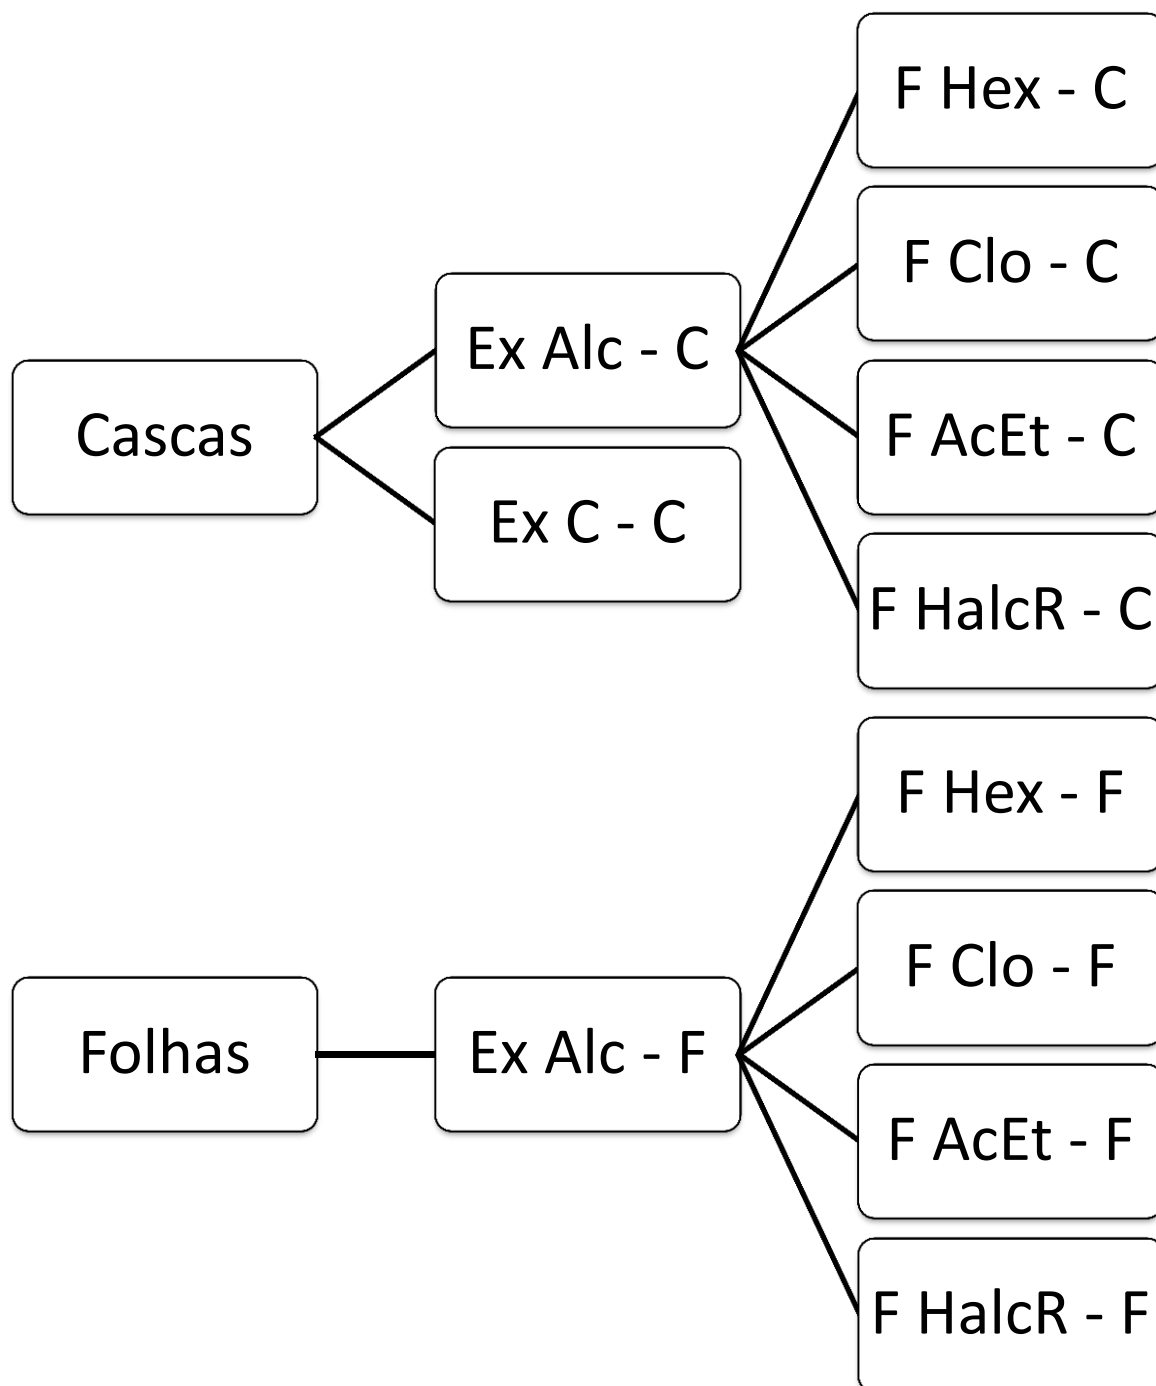 Cascas
Ex Alc - C
Ex C - C
F Hex - C
F Clo - C
F AcEt - C
F HalcR - C
Folhas
Ex Alc - F
F Hex - F
F Clo - F
F AcEt - F
F HalcR - F